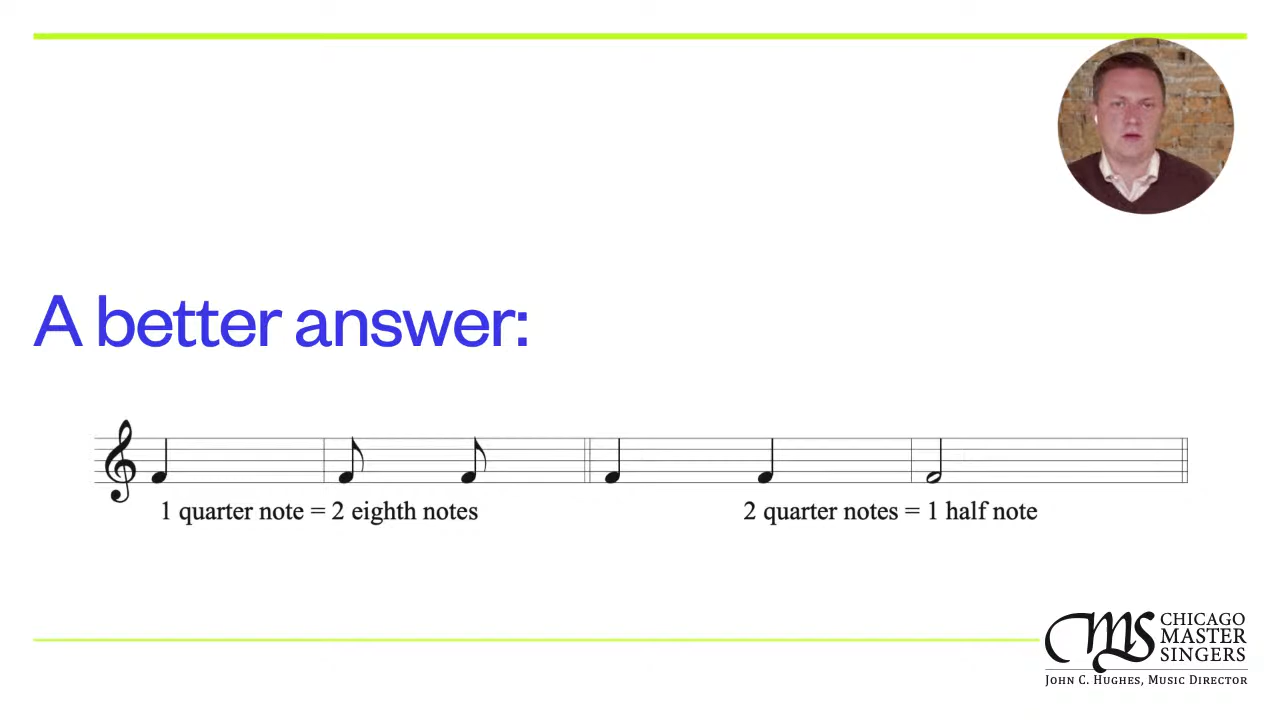 A better answer:
1 quarter note = 2 eighth notes
2 quarter notes = 1 half note
CMS
CHICAGO
MASTER
SINGERS
JOHN C. HUGHES, MUSIC DIRECTOR